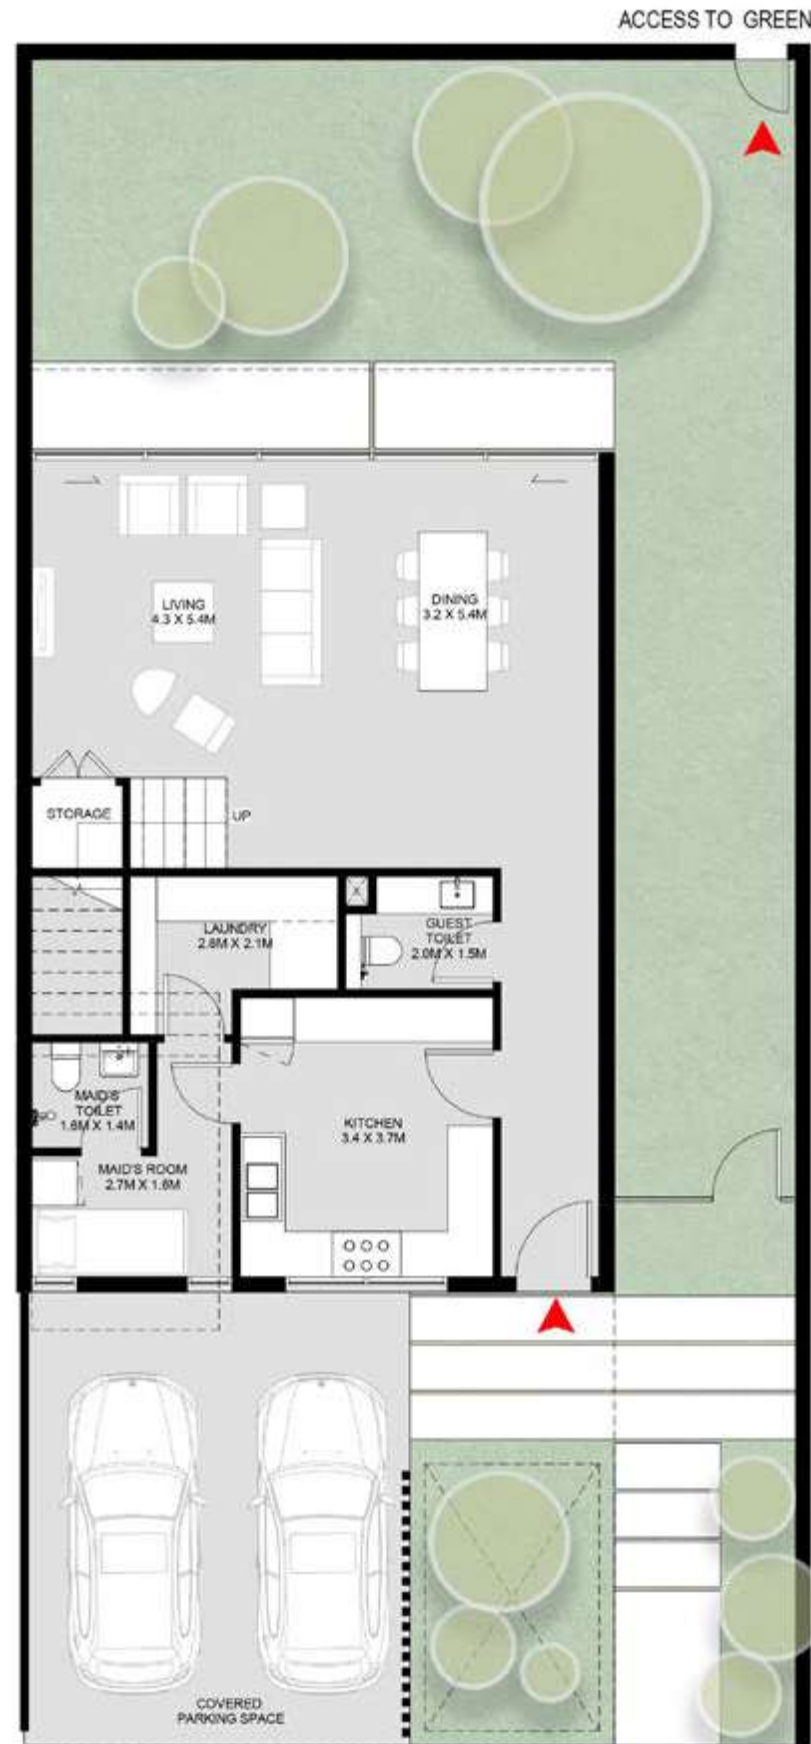 ACCESS TO GREEN
LIVING
4.3 X 5.4M
DINING
3.2 X 5.4M
STORAGE
UP
LAUNDRY
2.8M X 2.1M
GUEST
TOILET
2.0M X 1.5M
MAID'S
TOILET
1.6M X 1.4M
KITCHEN
3.4 X 3.7M
MAID'S ROOM
2.7M X 1.8M
COVERED
PARKING SPACE